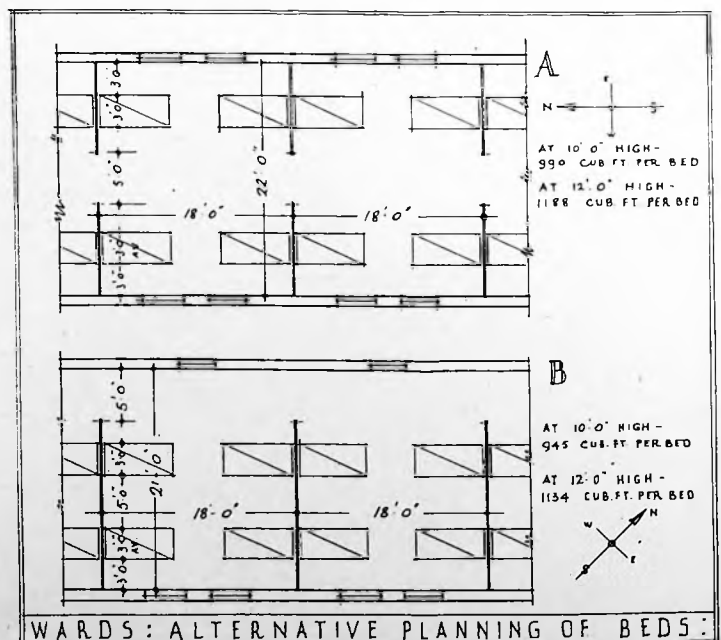 A
N
S
AT 10'·0" HIGH -
990 CUB FT PER BED
AT 12'·0" HIGH -
1188 CUB. FT. PER BED
3'·0"
3'·0"
5'·0"
22'·0"
18'·0"
18'·0"
3'·0"
3'·0"
B
AT 10'·0" HIGH -
945 CUB. FT. PER BED
AT 12'·0" HIGH -
1134 CUB. FT. PER BED
N
W
E
S
5'·0"
3'·0"
21'·0"
5'·0"
18'·0"
18'·0"
3'·0"
3'·0"
WARDS: ALTERNATIVE PLANNING OF BEDS: